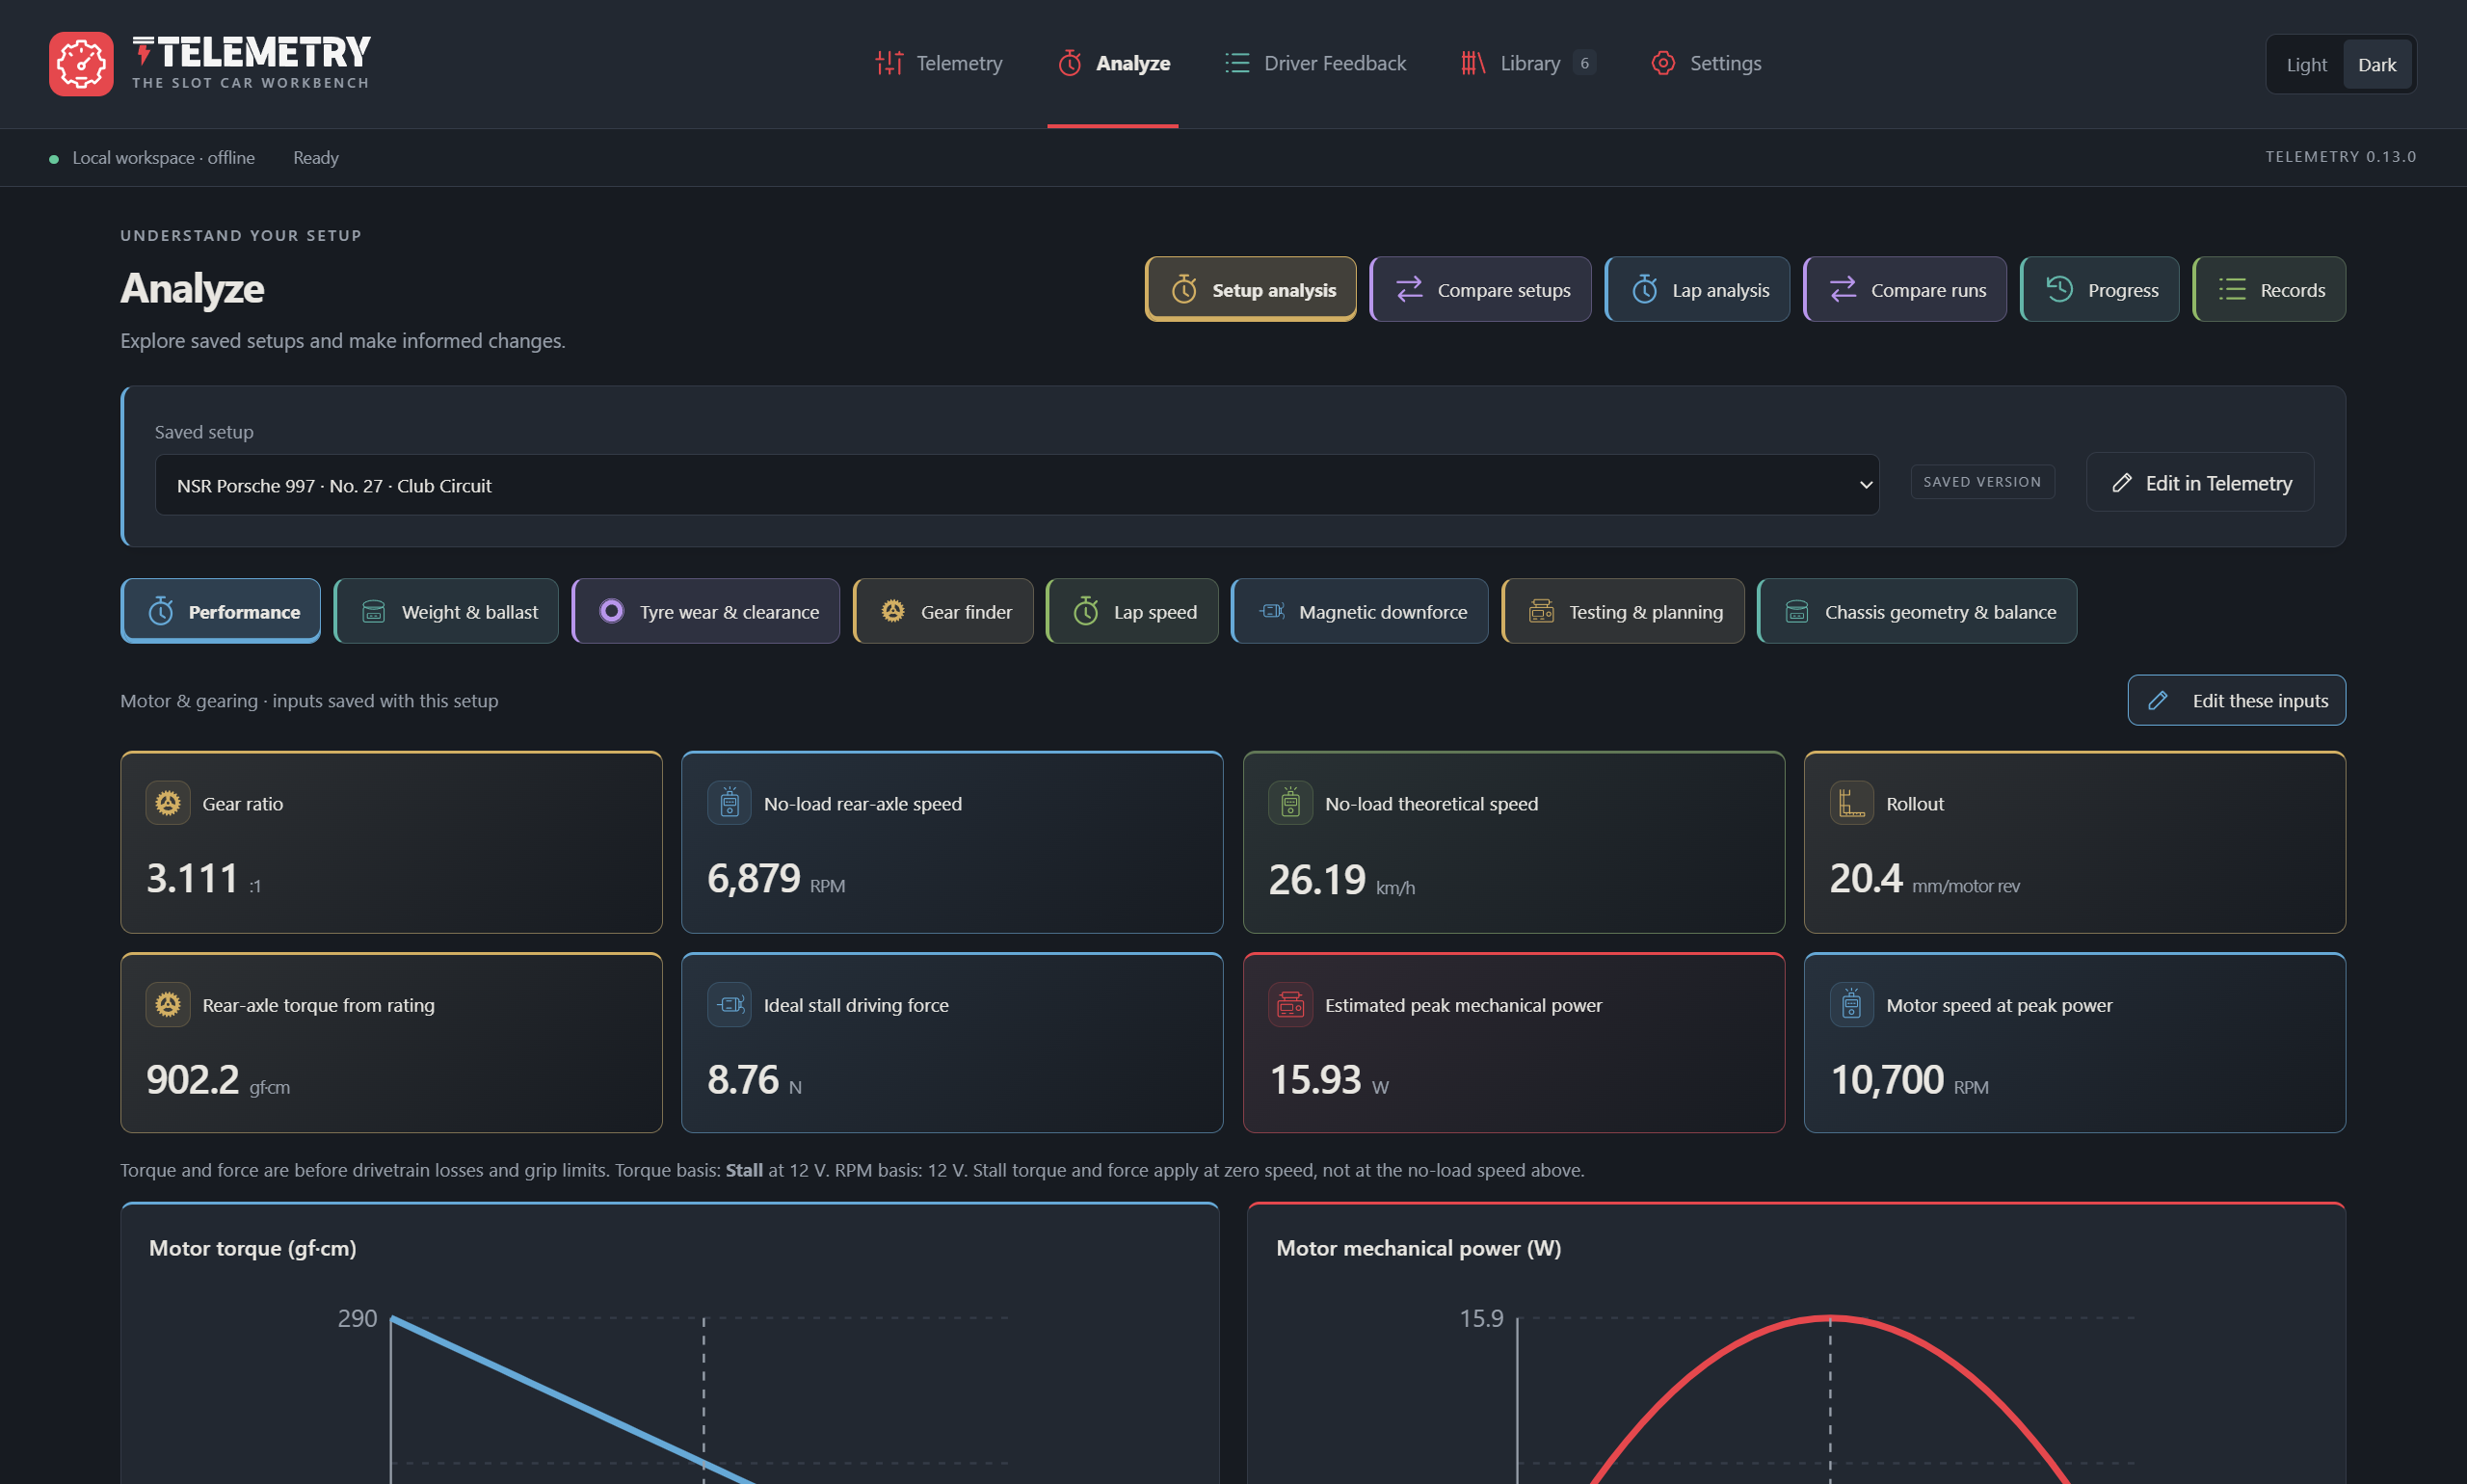 TELEMETRY
THE SLOT CAR WORKBENCH
Telemetry
Analyze
Driver Feedback
Library 6
Settings
Light Dark
Local workspace · offline Ready
TELEMETRY 0.13.0
UNDERSTAND YOUR SETUP
Analyze
Explore saved setups and make informed changes.
Setup analysis
Compare setups
Lap analysis
Compare runs
Progress
Records
Saved setup
NSR Porsche 997 · No. 27 · Club Circuit
SAVED VERSION
Edit in Telemetry
Performance
Weight & ballast
Tyre wear & clearance
Gear finder
Lap speed
Magnetic downforce
Testing & planning
Chassis geometry & balance
Motor & gearing · inputs saved with this setup
Edit these inputs
Gear ratio
3.111 :1
No-load rear-axle speed
6,879 RPM
No-load theoretical speed
26.19 km/h
Rollout
20.4 mm/motor rev
Rear-axle torque from rating
902.2 gf·cm
Ideal stall driving force
8.76 N
Estimated peak mechanical power
15.93 W
Motor speed at peak power
10,700 RPM
Torque and force are before drivetrain losses and grip limits. Torque basis: Stall at 12 V. RPM basis: 12 V. Stall torque and force apply at zero speed, not at the no-load speed above.
Motor torque (gf·cm)
290
Motor mechanical power (W)
15.9